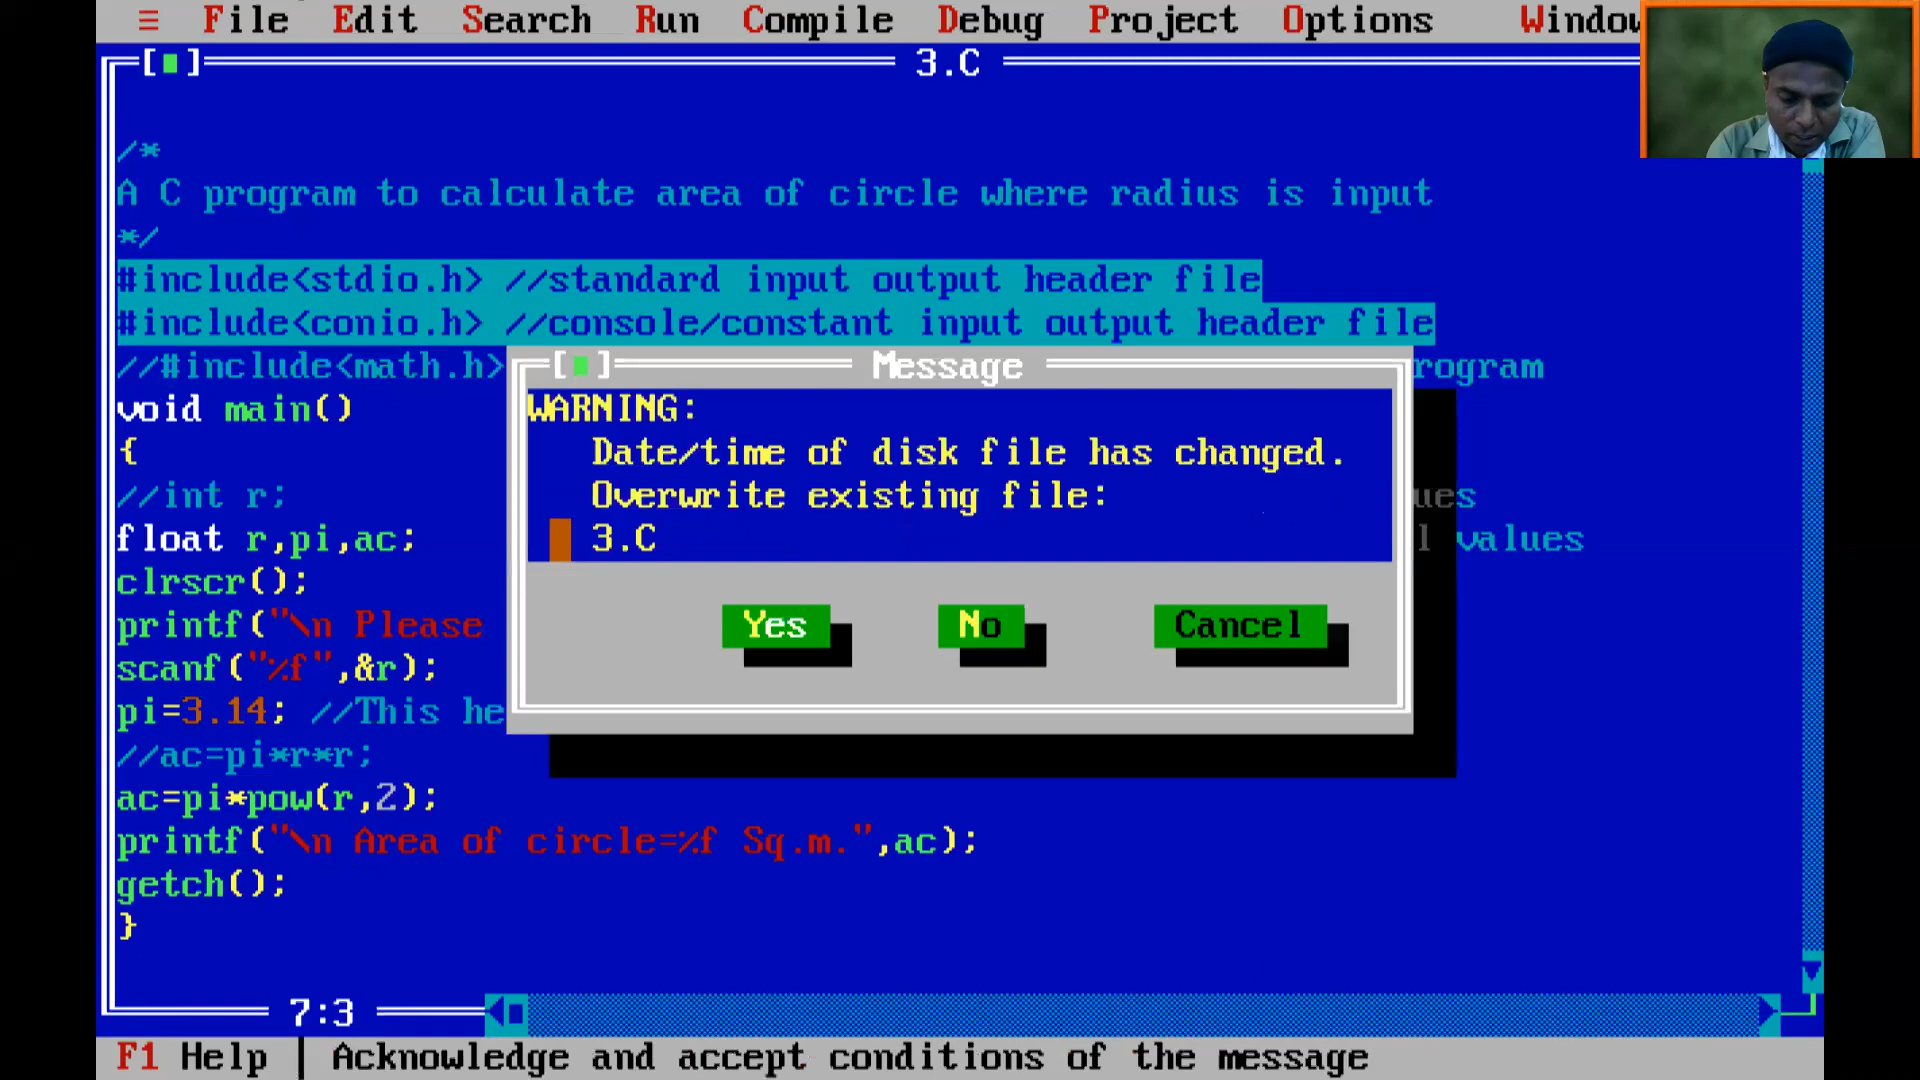 ≡ File Edit Search Run Compile Debug Project Options Window
[■] 3.C
/*
A C program to calculate area of circle where radius is input
*/
#include<stdio.h> //standard input output header file
#include<conio.h> //console/constant input output header file
//#include<math.h> rogram
void main()
{
//int r; ues
float r,pi,ac; l values
clrscr();
printf("\n Please
scanf("%f",&r);
pi=3.14; //This he
//ac=pi*r*r;
ac=pi*pow(r,2);
printf("\n Area of circle=%f Sq.m.",ac);
getch();
}
[■] Message
WARNING:
Date/time of disk file has changed.
Overwrite existing file:
3.C
Yes No Cancel
7:3
F1 Help | Acknowledge and accept conditions of the message